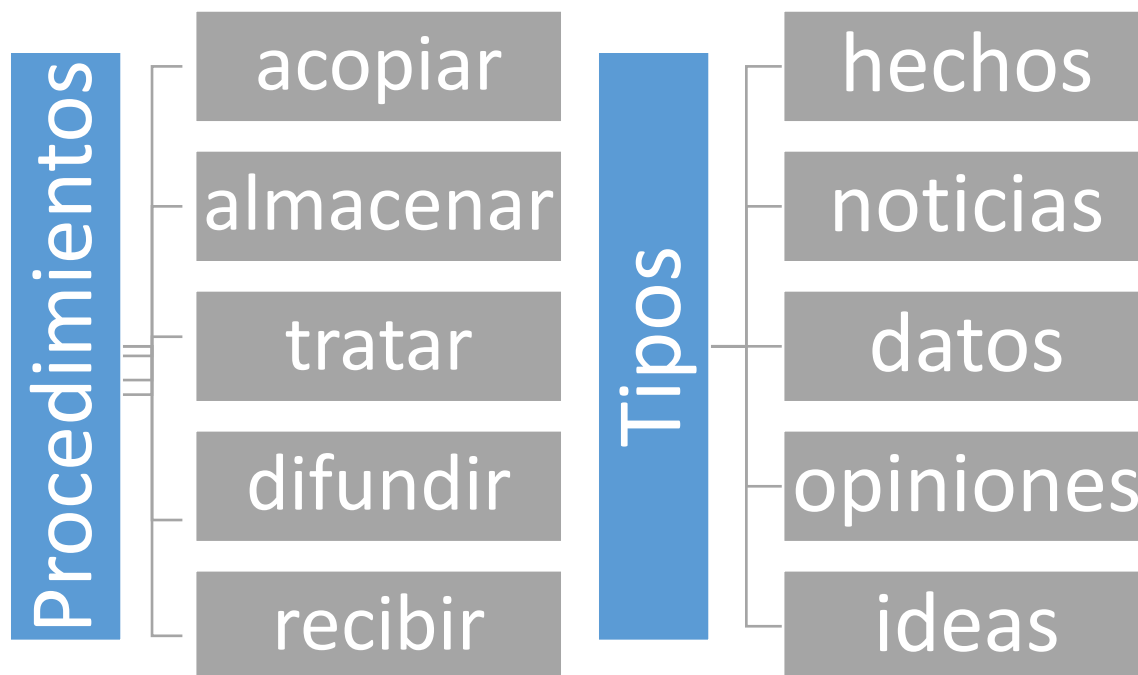 Procedimientos
acopiar
almacenar
tratar
difundir
recibir
Tipos
hechos
noticias
datos
opiniones
ideas